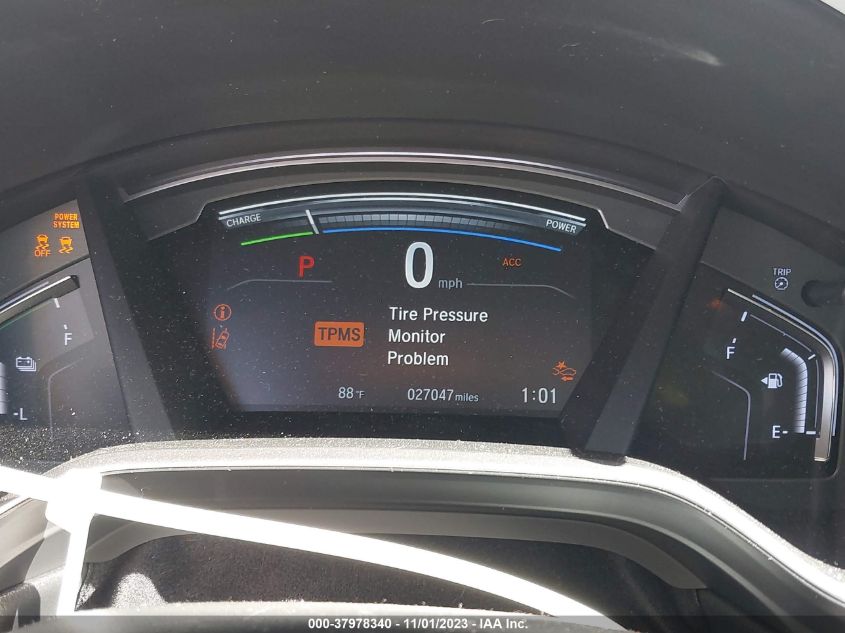 POWER
SYSTEM
OFF
CHARGE
POWER
P
0 mph
ACC
TRIP
F
L
i
TPMS
Tire Pressure
Monitor
Problem
88°F
027047 miles
1:01
F
E
000-37978340 - 11/01/2023 - IAA Inc.